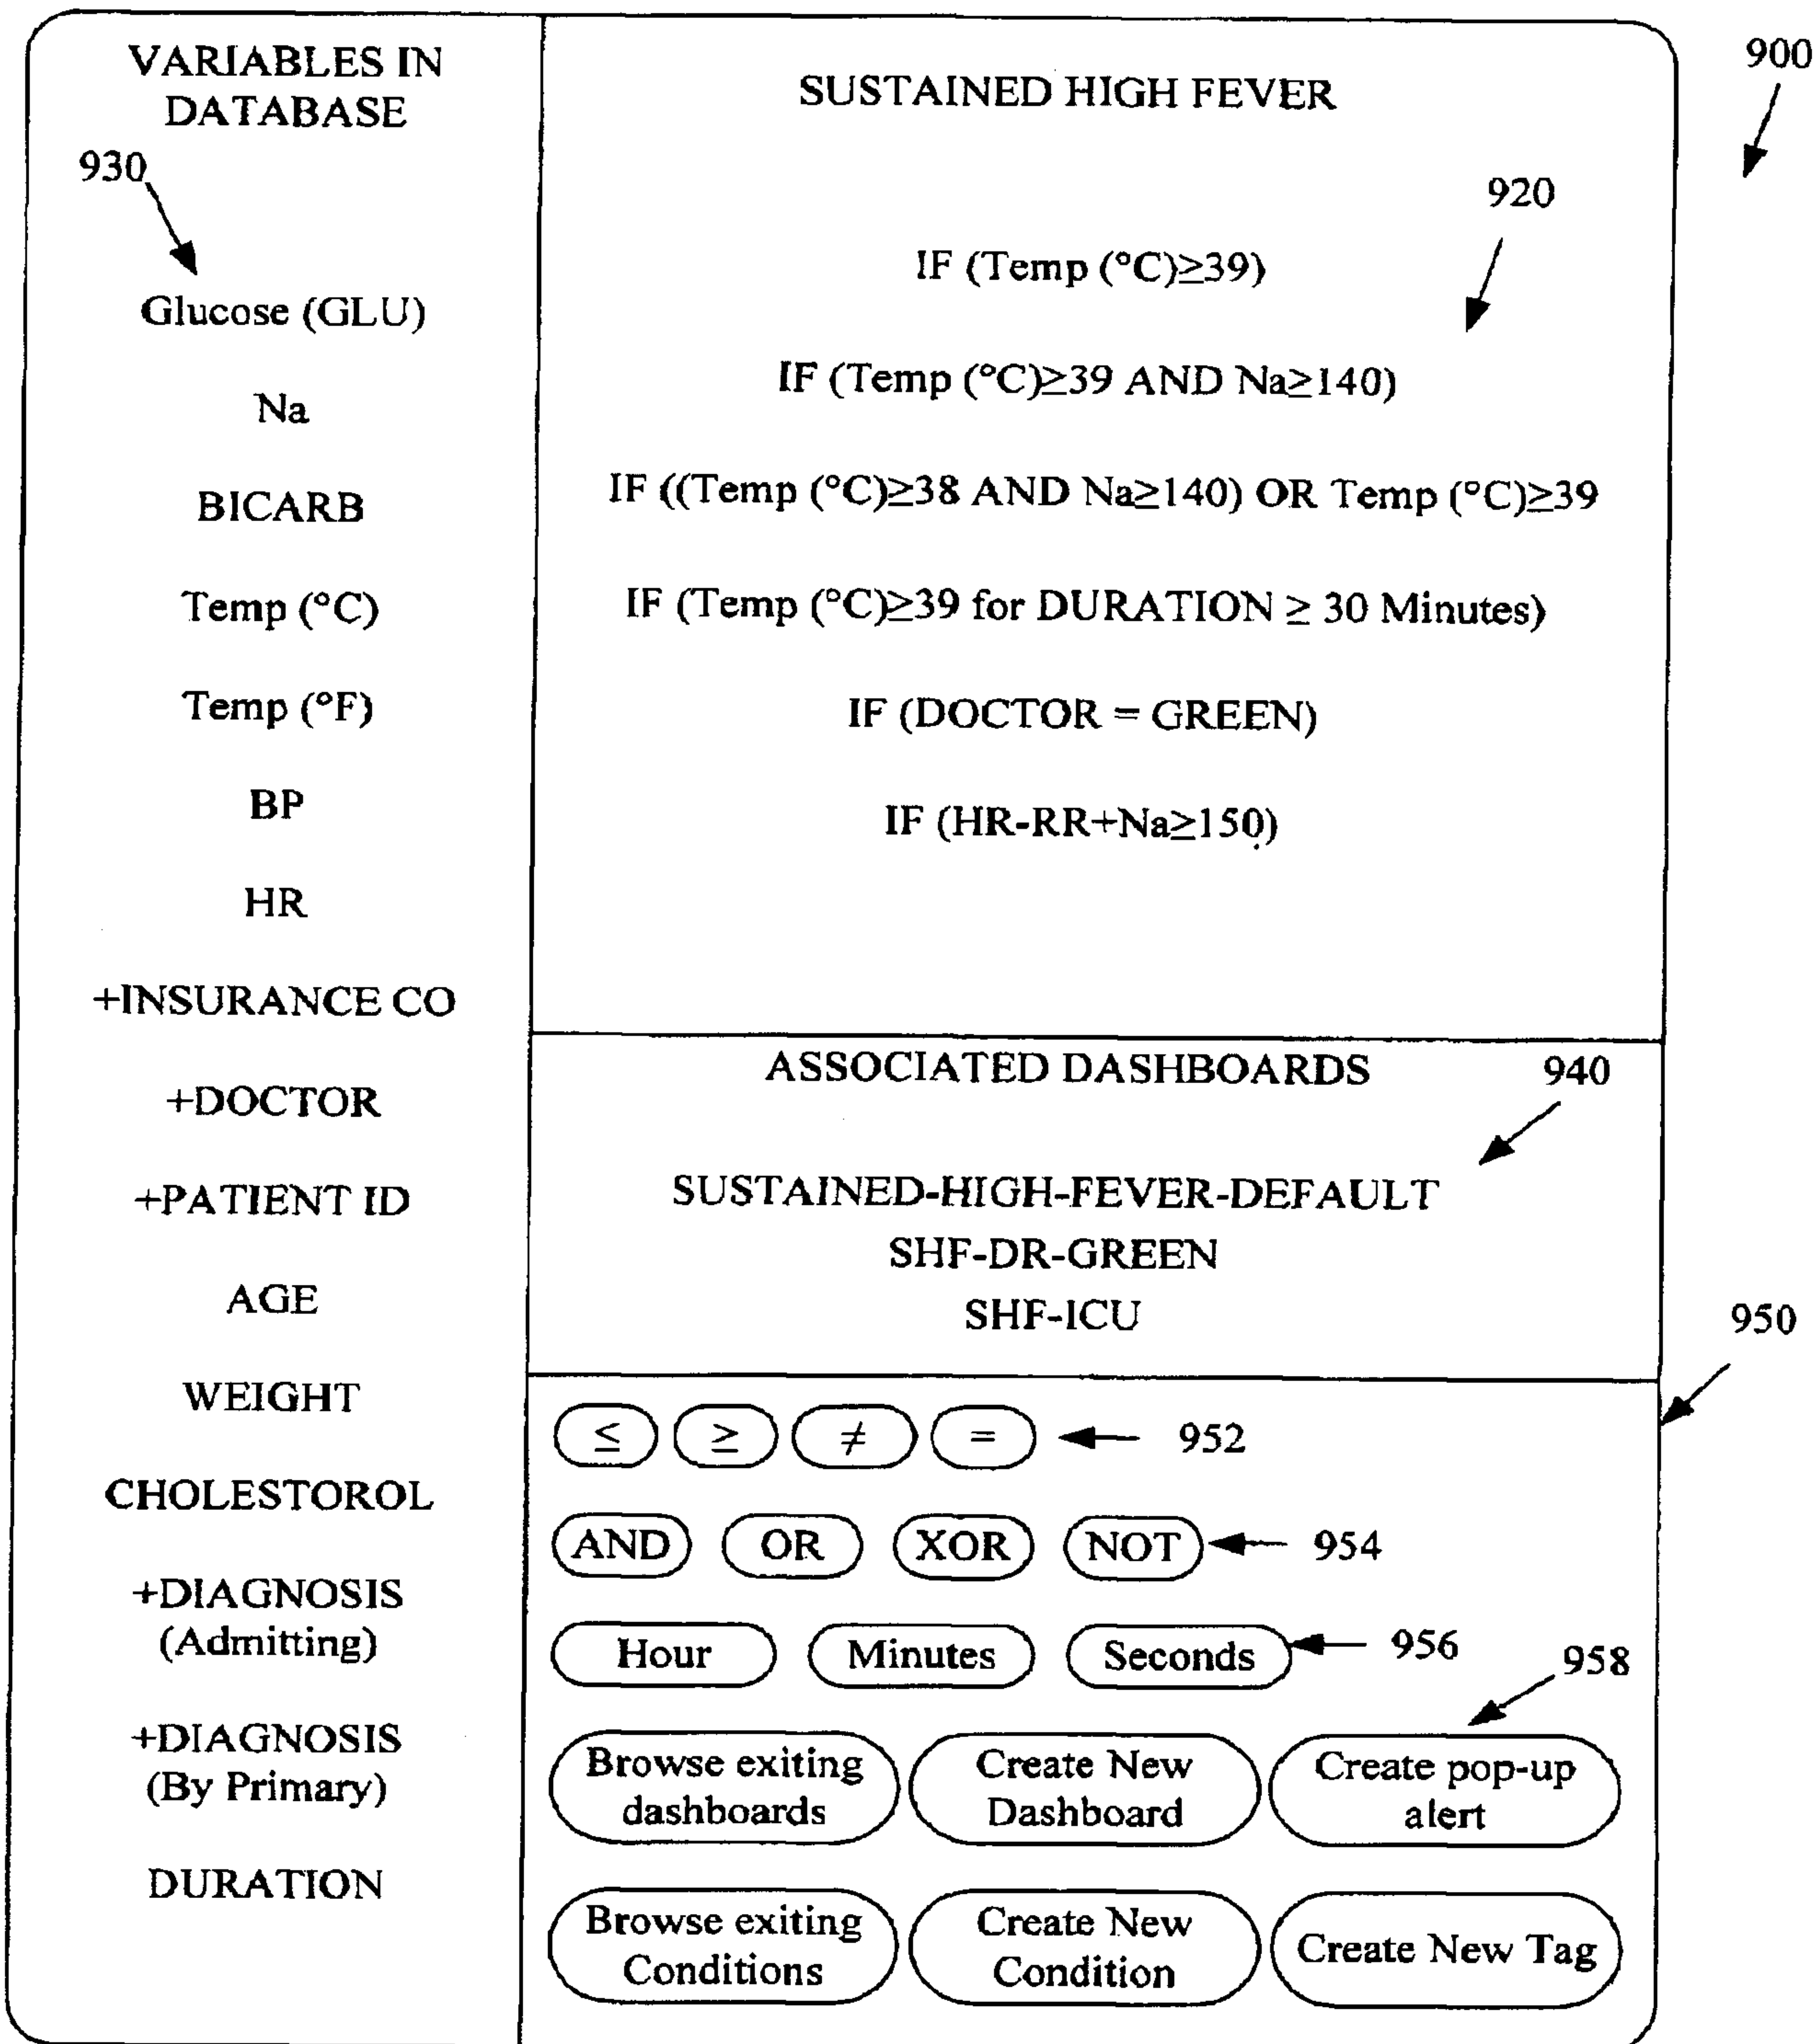 VARIABLES IN
DATABASE
930
Glucose (GLU)
Na
BICARB
Temp (°C)
Temp (°F)
BP
HR
+INSURANCE CO
+DOCTOR
+PATIENT ID
AGE
WEIGHT
CHOLESTOROL
+DIAGNOSIS
(Admitting)
+DIAGNOSIS
(By Primary)
DURATION
SUSTAINED HIGH FEVER
900
920
IF (Temp (°C)≥39)
IF (Temp (°C)≥39 AND Na≥140)
IF ((Temp (°C)≥38 AND Na≥140) OR Temp (°C)≥39
IF (Temp (°C)≥39 for DURATION ≥ 30 Minutes)
IF (DOCTOR = GREEN)
IF (HR-RR+Na≥150)
ASSOCIATED DASHBOARDS
940
SUSTAINED-HIGH-FEVER-DEFAULT
SHF-DR-GREEN
SHF-ICU
950
≤ ≥ ≠ = 952
AND OR XOR NOT 954
Hour Minutes Seconds 956
958
Browse exiting
dashboards
Create New
Dashboard
Create pop-up
alert
Browse exiting
Conditions
Create New
Condition
Create New Tag